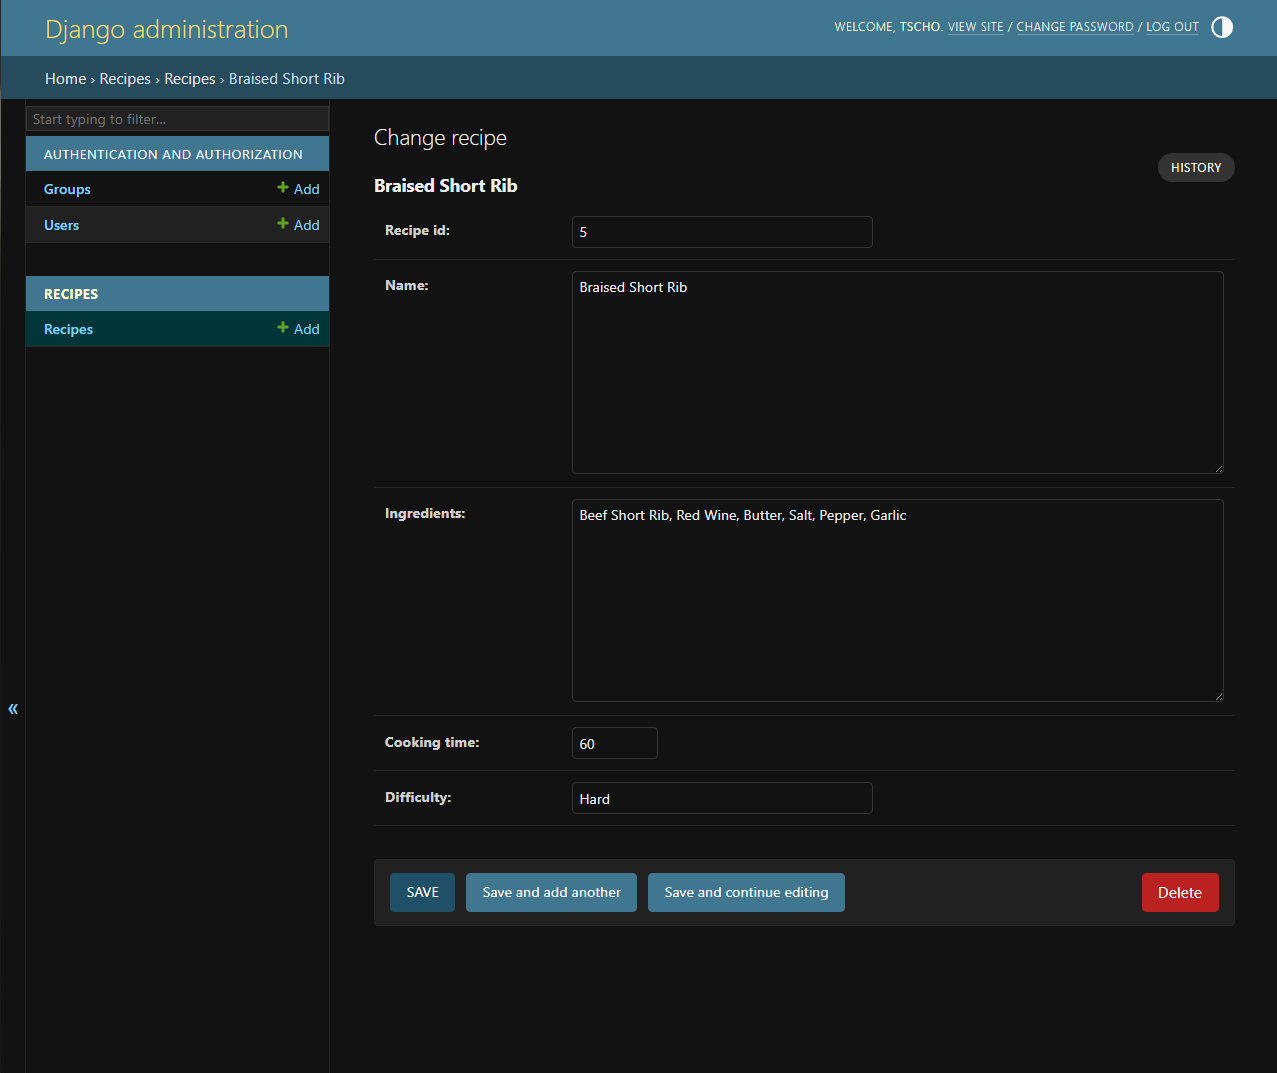 Django administration
WELCOME, TSCHO. VIEW SITE / CHANGE PASSWORD / LOG OUT
Home › Recipes › Recipes › Braised Short Rib
Start typing to filter...
AUTHENTICATION AND AUTHORIZATION
Groups
Add
Users
Add
RECIPES
Recipes
Add
«
Change recipe
HISTORY
Braised Short Rib
Recipe id:
5
Name:
Braised Short Rib
Ingredients:
Beef Short Rib, Red Wine, Butter, Salt, Pepper, Garlic
Cooking time:
60
Difficulty:
Hard
SAVE
Save and add another
Save and continue editing
Delete